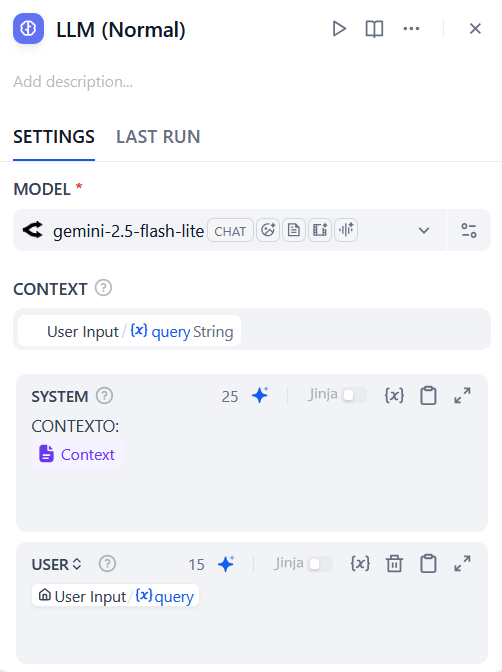 LLM (Normal)
Add description...
SETTINGS LAST RUN
MODEL *
gemini-2.5-flash-lite CHAT
CONTEXT
User Input / {x} query String
SYSTEM 25 Jinja {x}
CONTEXTO:
Context
USER 15 Jinja {x}
User Input / {x} query